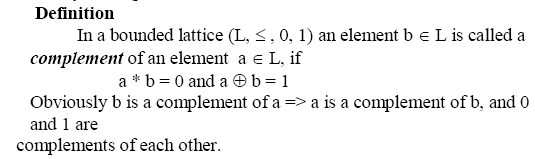 Definition
In a bounded lattice (L, ≤ , 0, 1) an element b ∈ L is called a
complement of an element a ∈ L, if
a * b = 0 and a ⊕ b = 1
Obviously b is a complement of a => a is a complement of b, and 0
and 1 are
complements of each other.